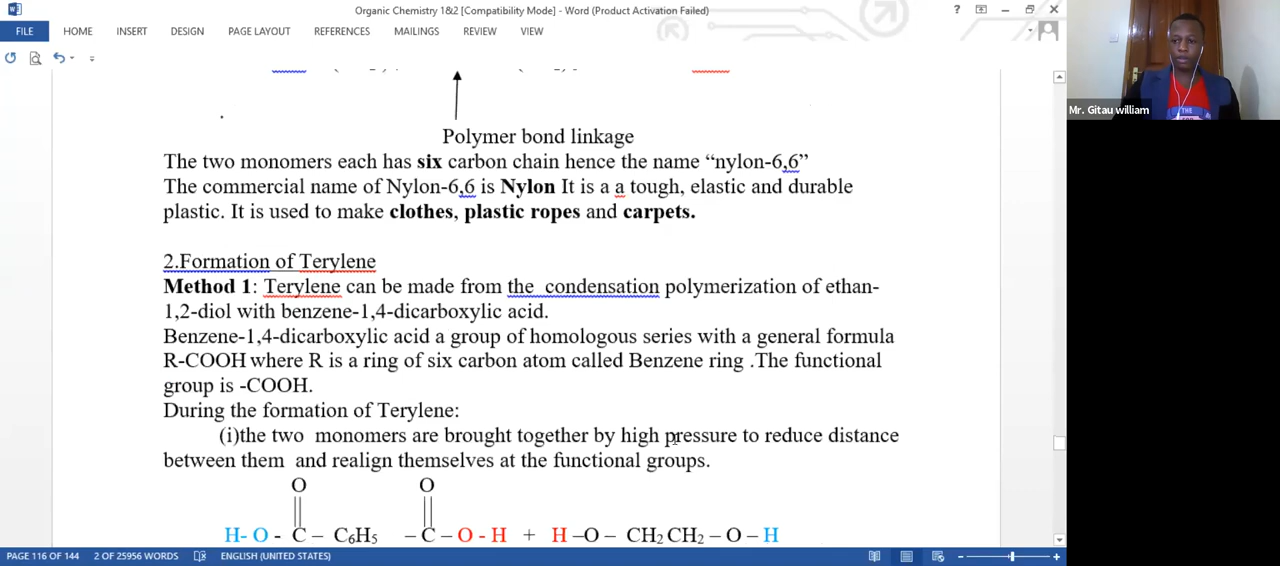 Organic Chemistry 1&2 [Compatibility Mode] - Word (Product Activation Failed)
FILE HOME INSERT DESIGN PAGE LAYOUT REFERENCES MAILINGS REVIEW VIEW
Mr. Gitau william
THE
Polymer bond linkage
The two monomers each has six carbon chain hence the name “nylon-6,6”
The commercial name of Nylon-6,6 is Nylon It is a a tough, elastic and durable
plastic. It is used to make clothes, plastic ropes and carpets.
2.Formation of Terylene
Method 1: Terylene can be made from the condensation polymerization of ethan-
1,2-diol with benzene-1,4-dicarboxylic acid.
Benzene-1,4-dicarboxylic acid a group of homologous series with a general formula
R-COOH where R is a ring of six carbon atom called Benzene ring .The functional
group is -COOH.
During the formation of Terylene:
(i)the two monomers are brought together by high pressure to reduce distance
between them and realign themselves at the functional groups.
O O
H- O - C – C₆H₅ – C – O - H + H –O – CH₂ CH₂ – O – H
PAGE 116 OF 144 2 OF 25956 WORDS ENGLISH (UNITED STATES)